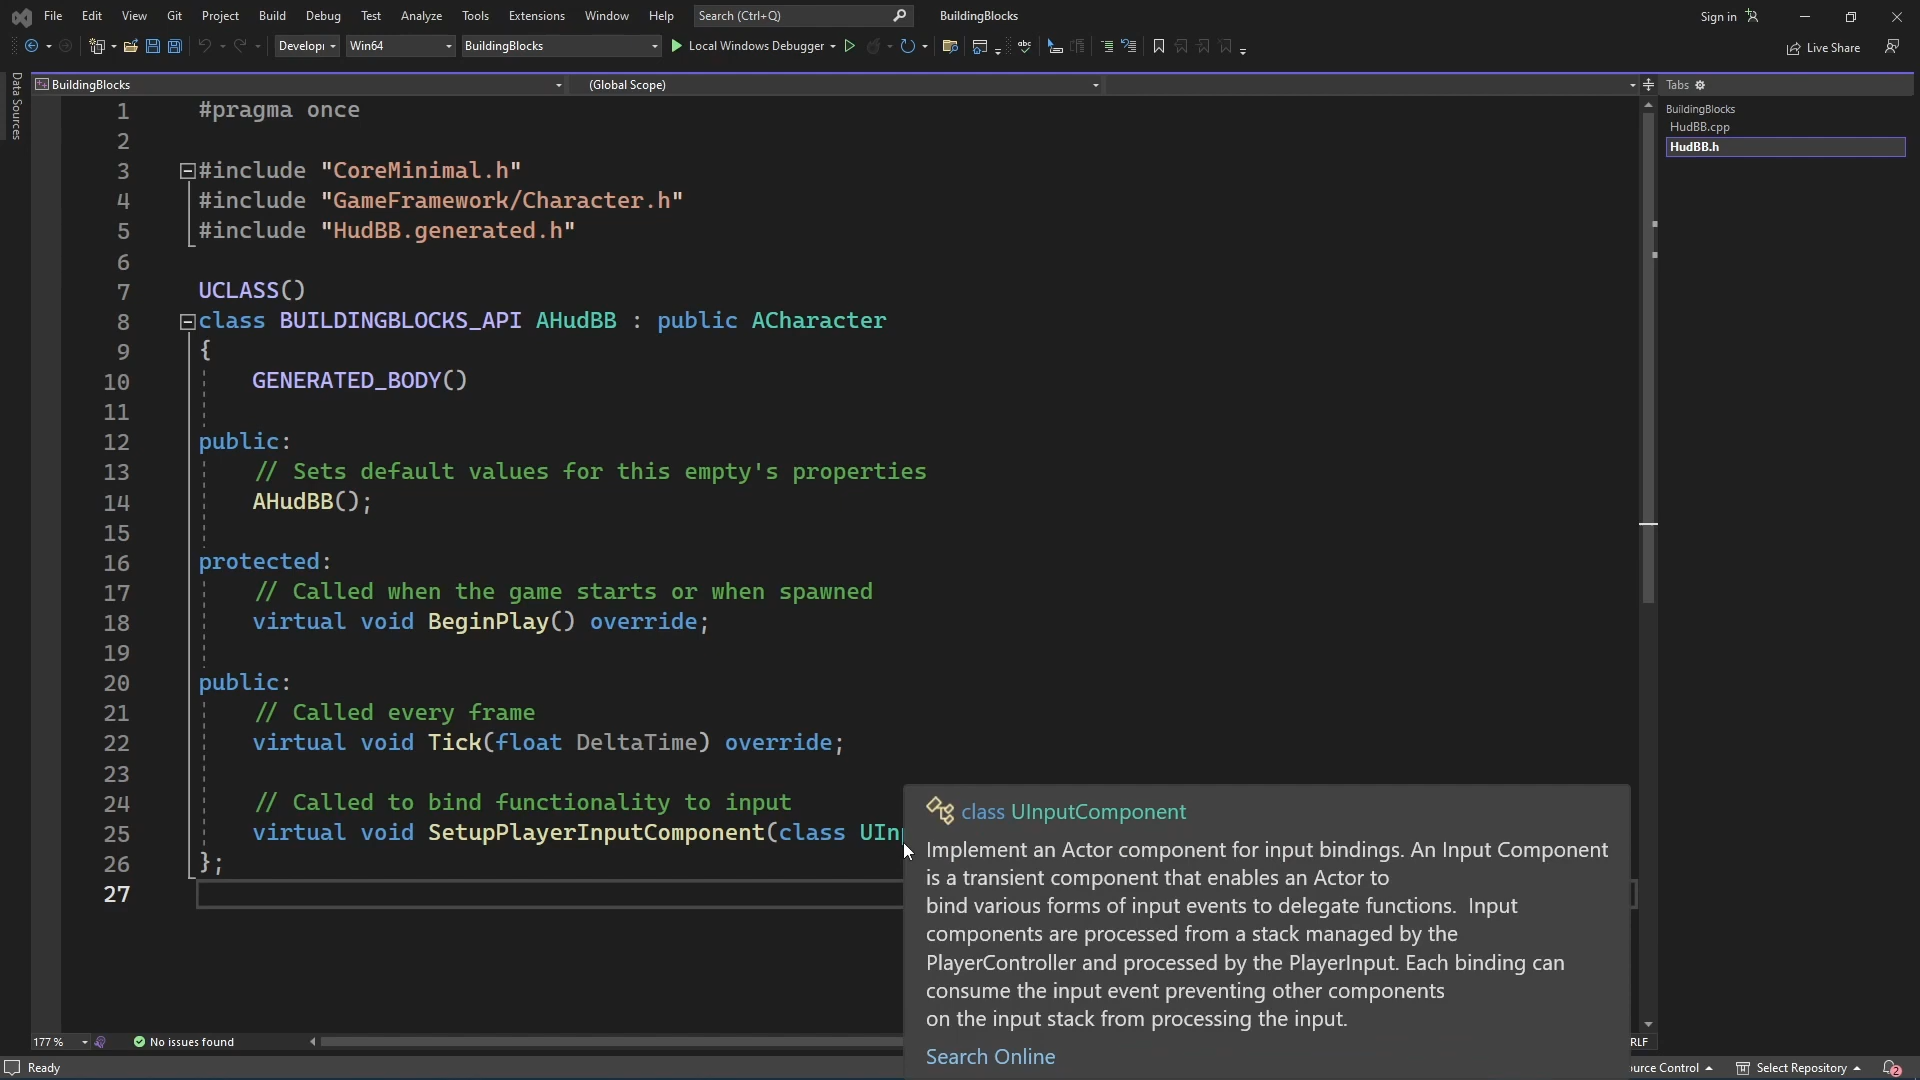 File Edit View Git Project Build Debug Test Analyze Tools Extensions Window Help Search (Ctrl+Q) BuildingBlocks Sign in
Develop Win64 BuildingBlocks Local Windows Debugger Live Share
Data Sources
BuildingBlocks (Global Scope) Tabs
BuildingBlocks
HudBB.cpp
HudBB.h
1 #pragma once
2
3 #include "CoreMinimal.h"
4 #include "GameFramework/Character.h"
5 #include "HudBB.generated.h"
6
7 UCLASS()
8 class BUILDINGBLOCKS_API AHudBB : public ACharacter
9 {
10 GENERATED_BODY()
11
12 public:
13 // Sets default values for this empty's properties
14 AHudBB();
15
16 protected:
17 // Called when the game starts or when spawned
18 virtual void BeginPlay() override;
19
20 public:
21 // Called every frame
22 virtual void Tick(float DeltaTime) override;
23
24 // Called to bind functionality to input
25 virtual void SetupPlayerInputComponent(class UInp
26 };
27
class UInputComponent
Implement an Actor component for input bindings. An Input Component
is a transient component that enables an Actor to
bind various forms of input events to delegate functions. Input
components are processed from a stack managed by the
PlayerController and processed by the PlayerInput. Each binding can
consume the input event preventing other components
on the input stack from processing the input.
Search Online
177 % No issues found RLF
Ready urce Control Select Repository 2